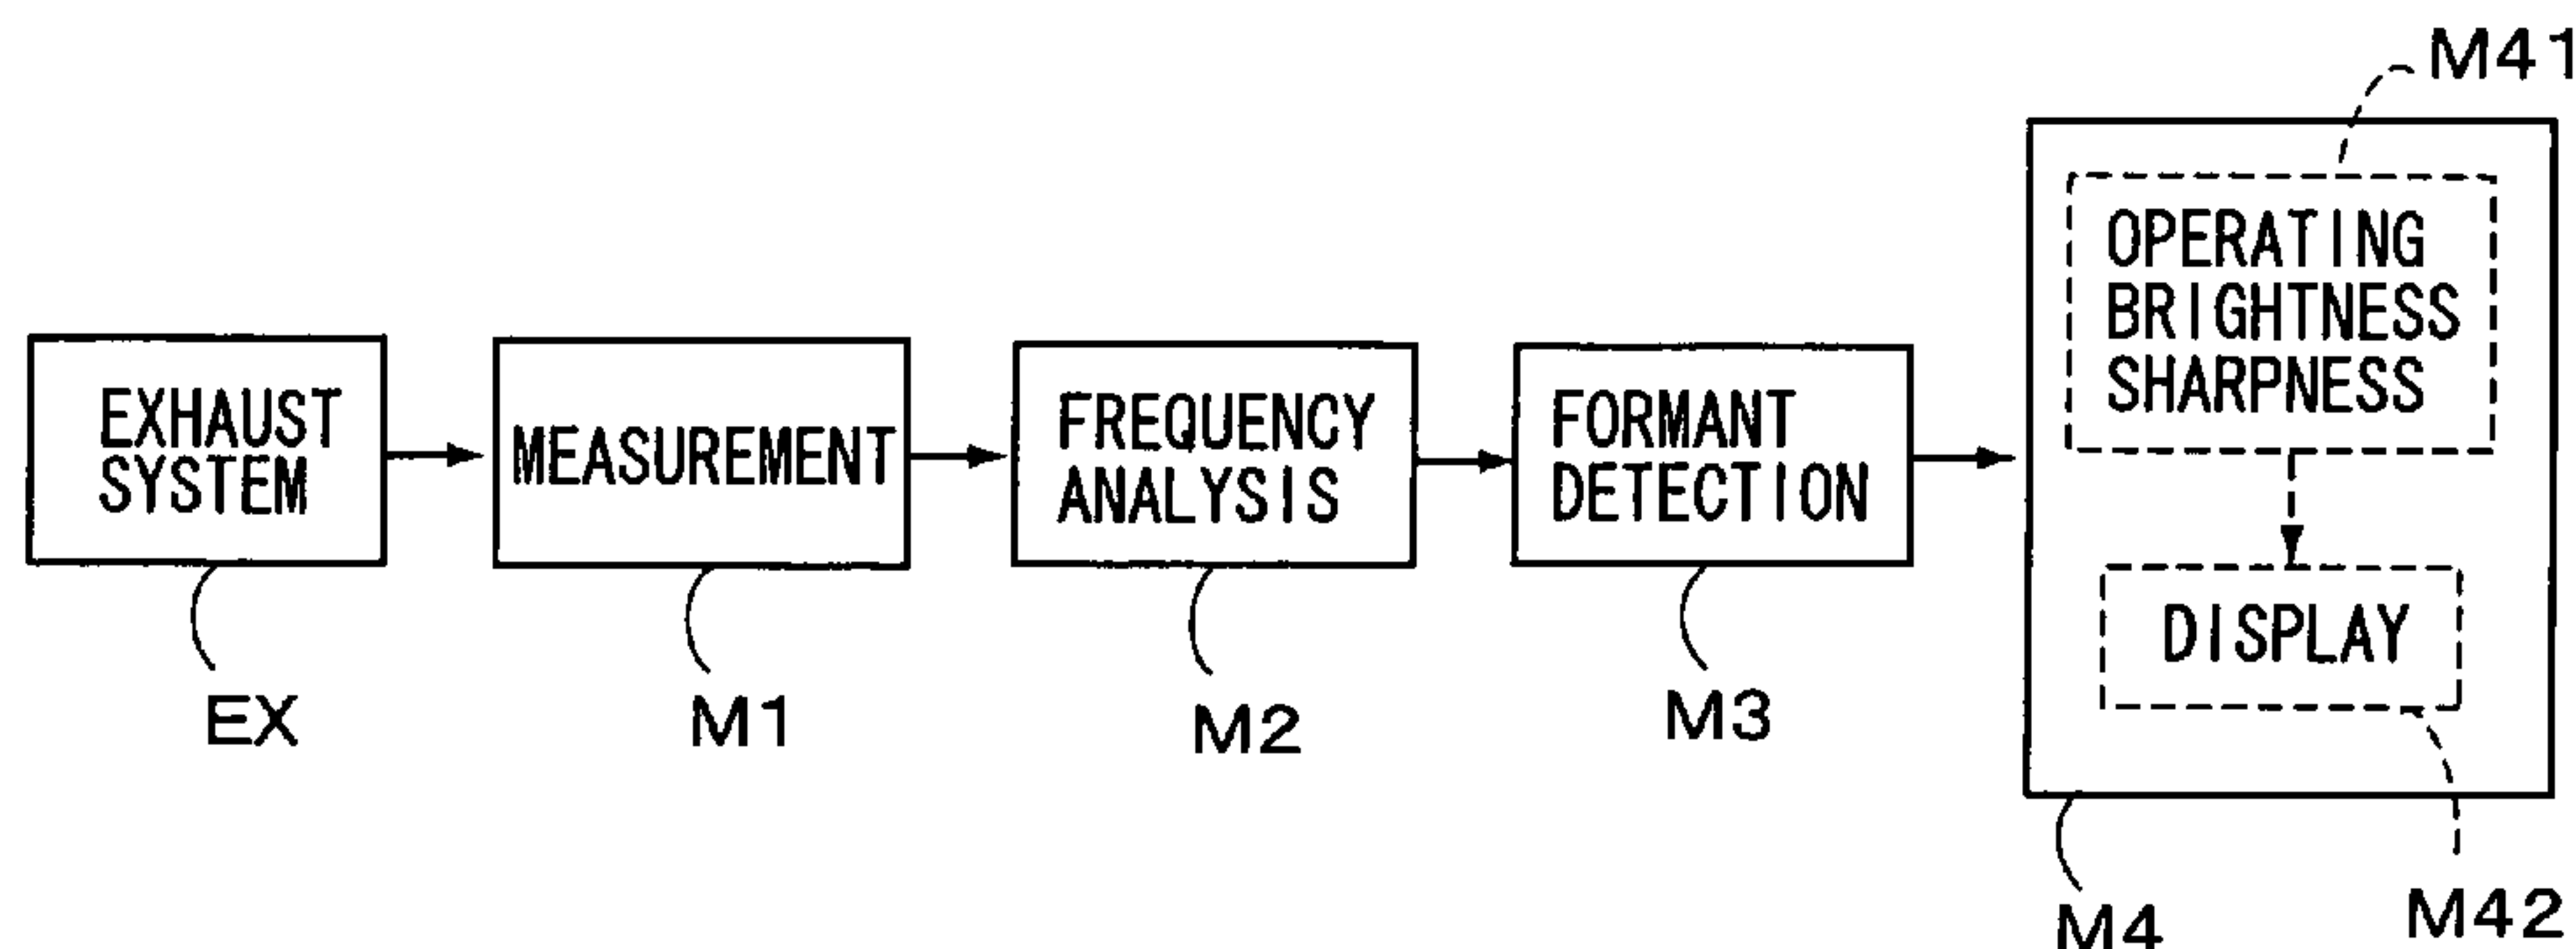 M41
OPERATING
BRIGHTNESS
SHARPNESS
EXHAUST
SYSTEM
MEASUREMENT
FREQUENCY
ANALYSIS
FORMANT
DETECTION
DISPLAY
EX
M1
M2
M3
M4
M42